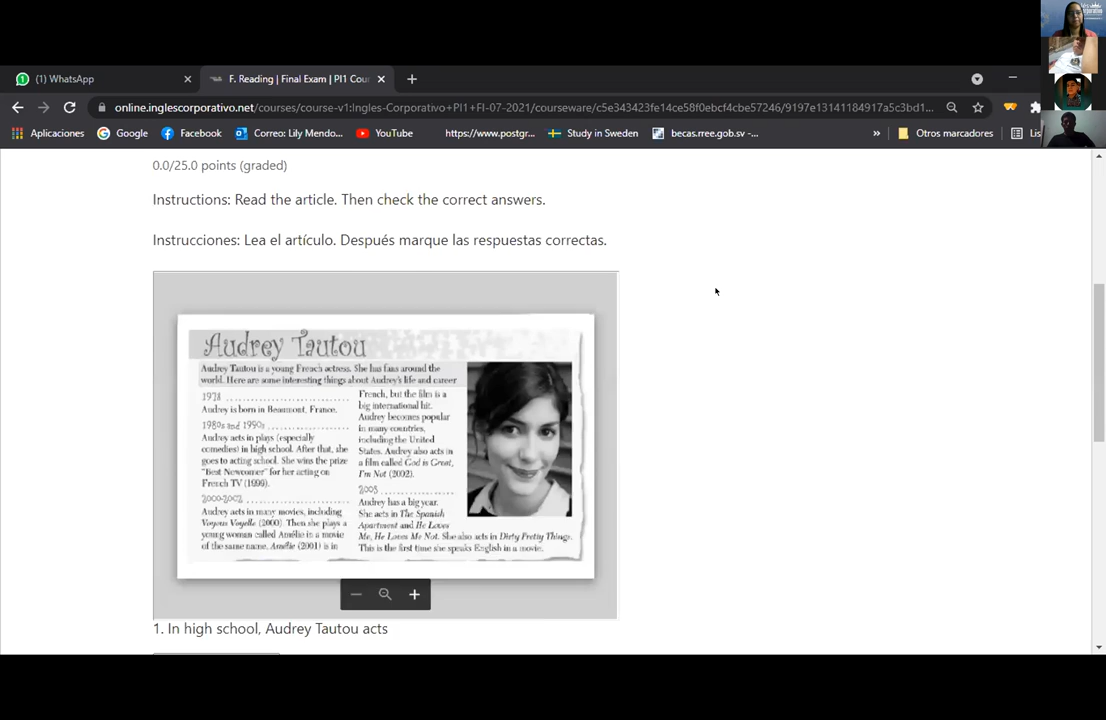 (1) WhatsApp
F. Reading | Final Exam | PI1 Cou
online.inglescorporativo.net/courses/course-v1:Ingles-Corporativo+PI1+FI-07-2021/courseware/c5e343423fe14ce58f0ebcf4cbe57246/9197e13141184917a5c3bd1...
Aplicaciones
Google
Facebook
Correo: Lily Mendo...
YouTube
https://www.postgr...
Study in Sweden
becas.rree.gob.sv -...
»
Otros marcadores
Lis
0.0/25.0 points (graded)
Instructions: Read the article. Then check the correct answers.
Instrucciones: Lea el artículo. Después marque las respuestas correctas.
Audrey Tautou
Audrey Tautou is a young French actress. She has fans around the
world. Here are some interesting things about Audrey's life and career
1978
Audrey is born in Beaumont, France.
1980s and 1990s
Audrey acts in plays (especially
comedies) in high school. After that, she
goes to acting school. She wins the prize
"Best Newcomer" for her acting on
French TV (1999).
2000-2002
Audrey acts in many movies, including
Voyous Voyelle (2000). Then she plays a
young woman called Amélie in a movie
of the same name. Amélie (2001) is in
French, but the film is a
big international hit.
Audrey becomes popular
in many countries,
including the United
States. Audrey also acts in
a film called God is Great,
I'm Not (2002).
Audrey has a big year.
She acts in The Spanish
Apartment and He Loves
Me, He Loves Me Not. She also acts in Dirty Pretty Things.
This is the first time she speaks English in a movie.
1. In high school, Audrey Tautou acts